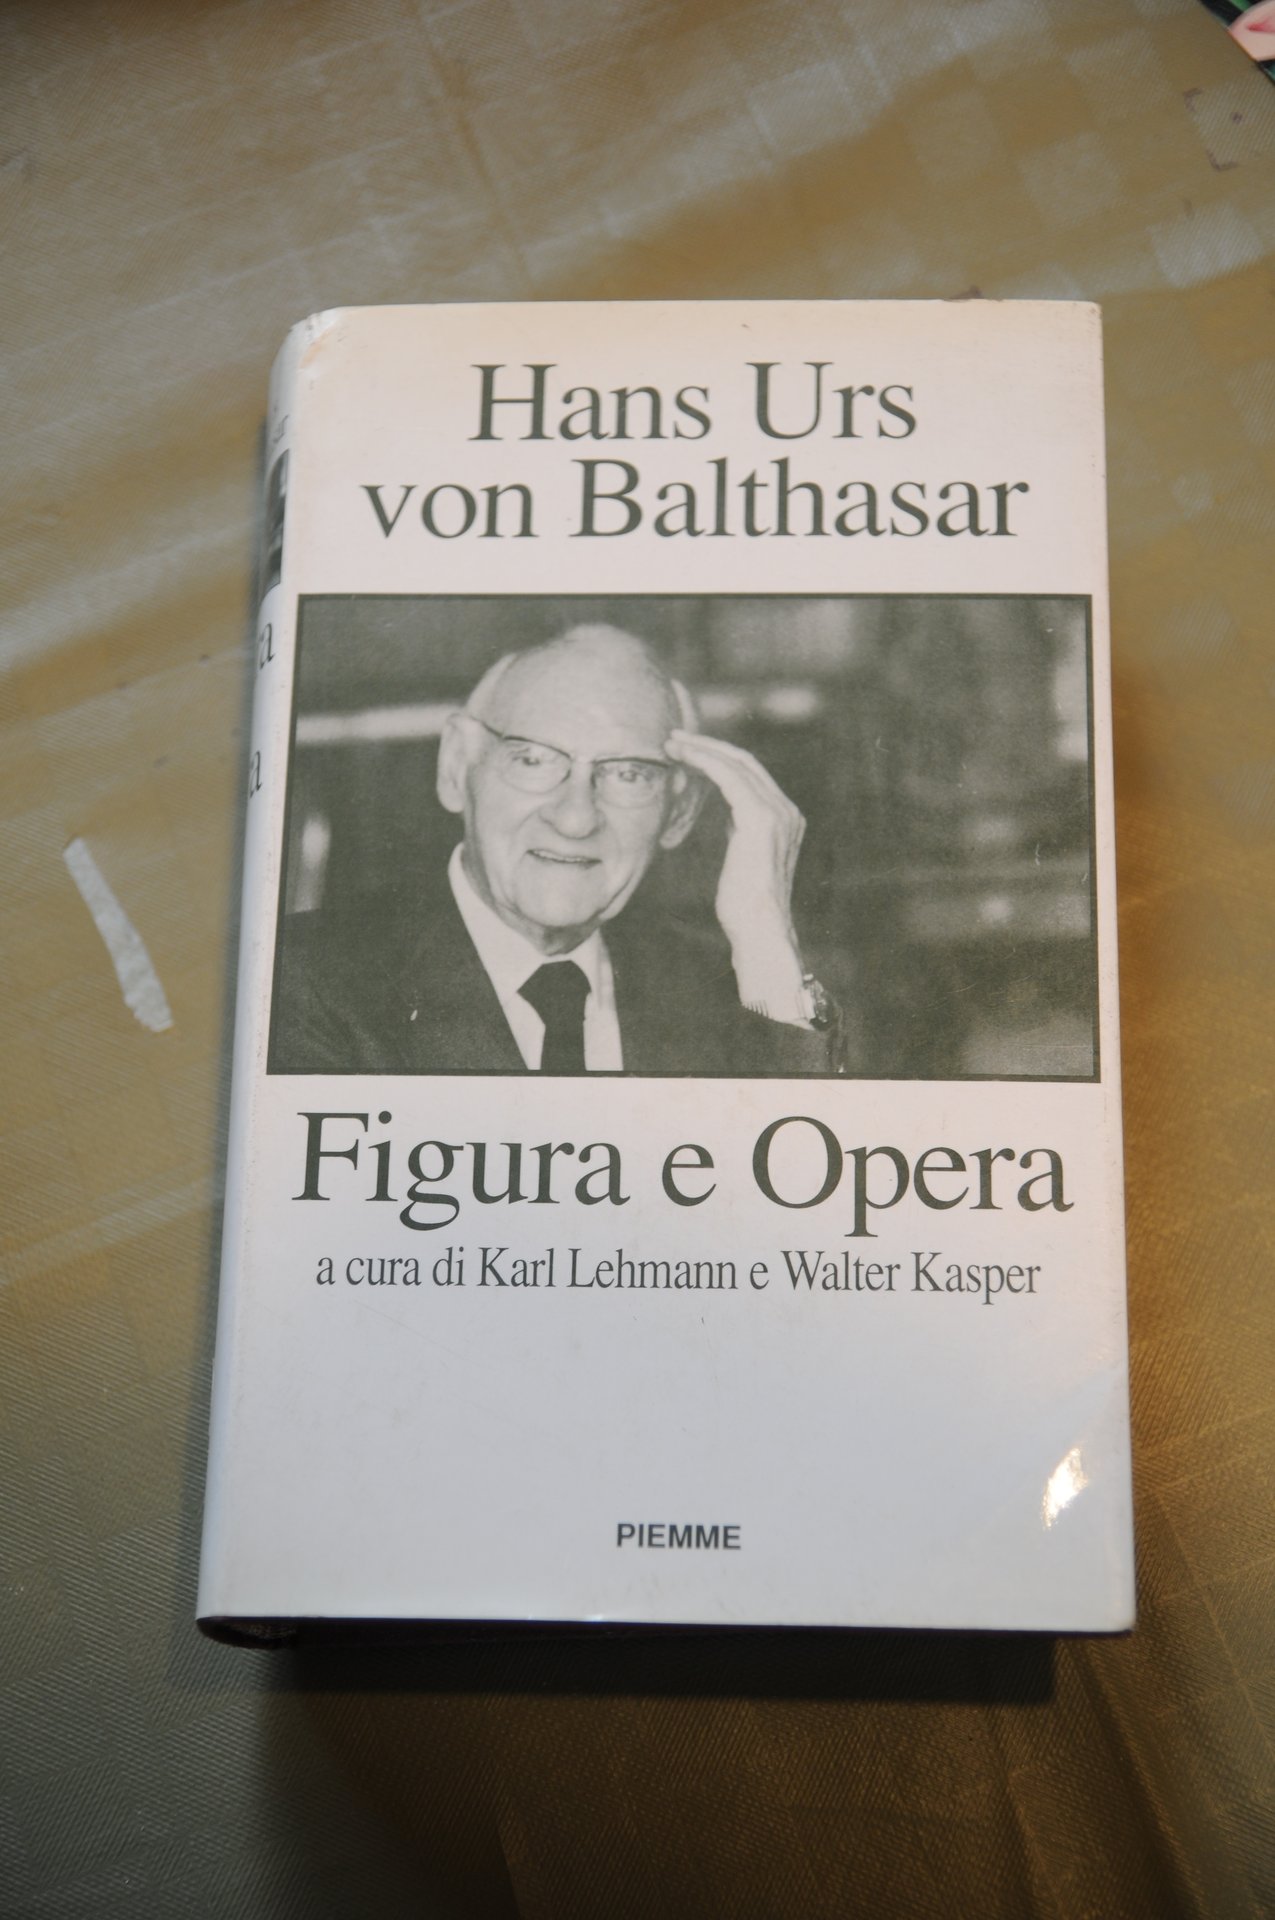 Hans Urs
von Balthasar
Figura e Opera
a cura di Karl Lehmann e Walter Kasper
PIEMME